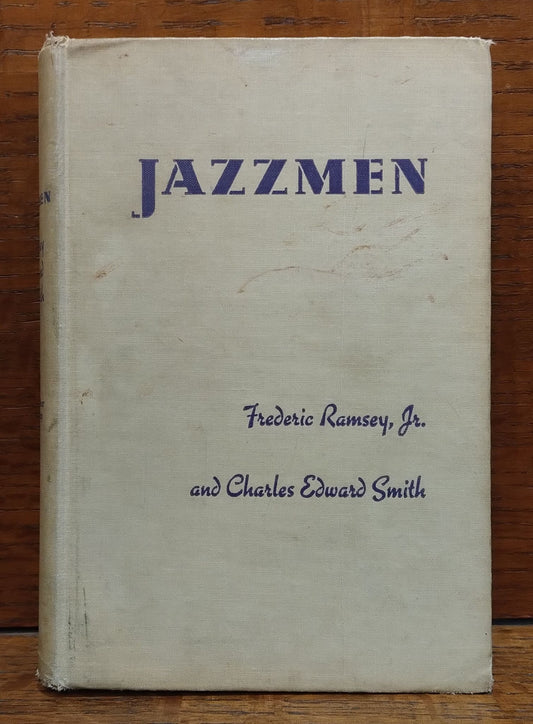 JAZZMEN
Frederic Ramsey, Jr.
and Charles Edward Smith